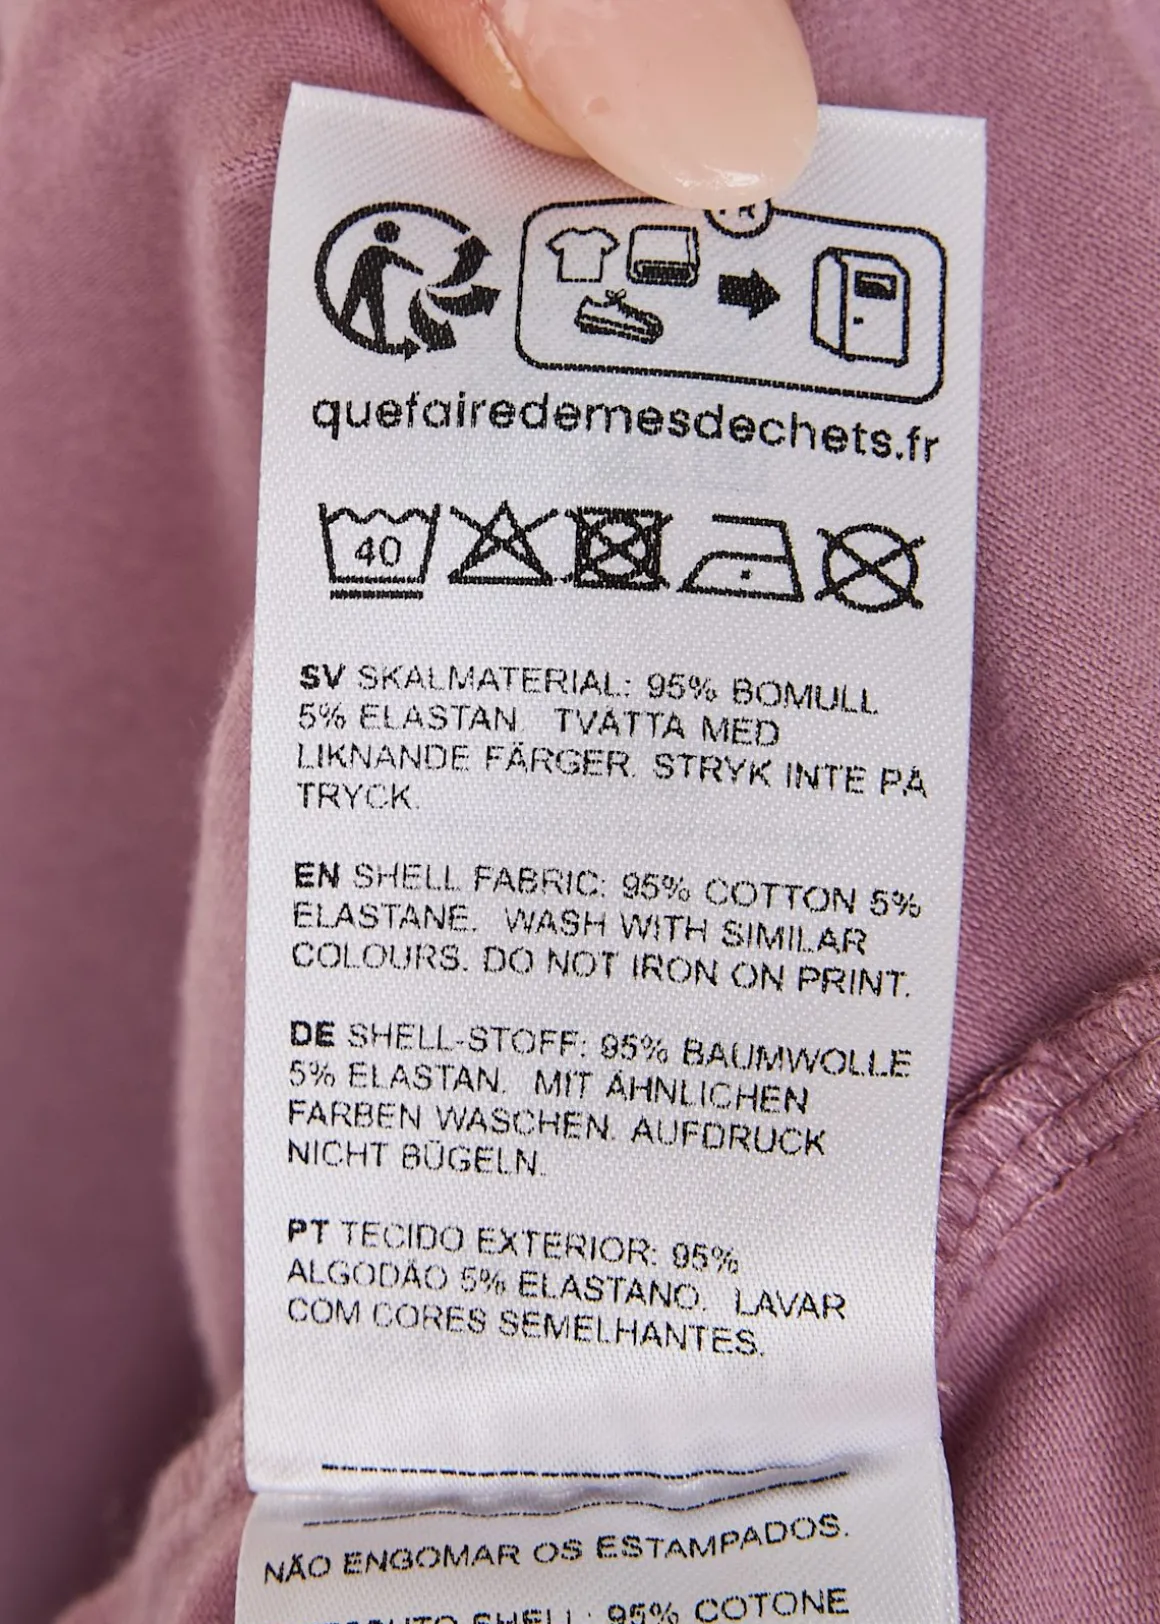 quefairedemesdechets.fr
40
SV SKALMATERIAL: 95% BOMULL
5% ELASTAN. TVÄTTA MED
LIKNANDE FÄRGER. STRYK INTE PÅ
TRYCK.
EN SHELL FABRIC: 95% COTTON 5%
ELASTANE. WASH WITH SIMILAR
COLOURS. DO NOT IRON ON PRINT.
DE SHELL-STOFF: 95% BAUMWOLLE
5% ELASTAN. MIT ÄHNLICHEN
FARBEN WASCHEN. AUFDRUCK
NICHT BÜGELN.
PT TECIDO EXTERIOR: 95%
ALGODÃO 5% ELASTANO. LAVAR
COM CORES SEMELHANTES.
NÃO ENGOMAR OS ESTAMPADOS.
SHELL: 95% COTONE